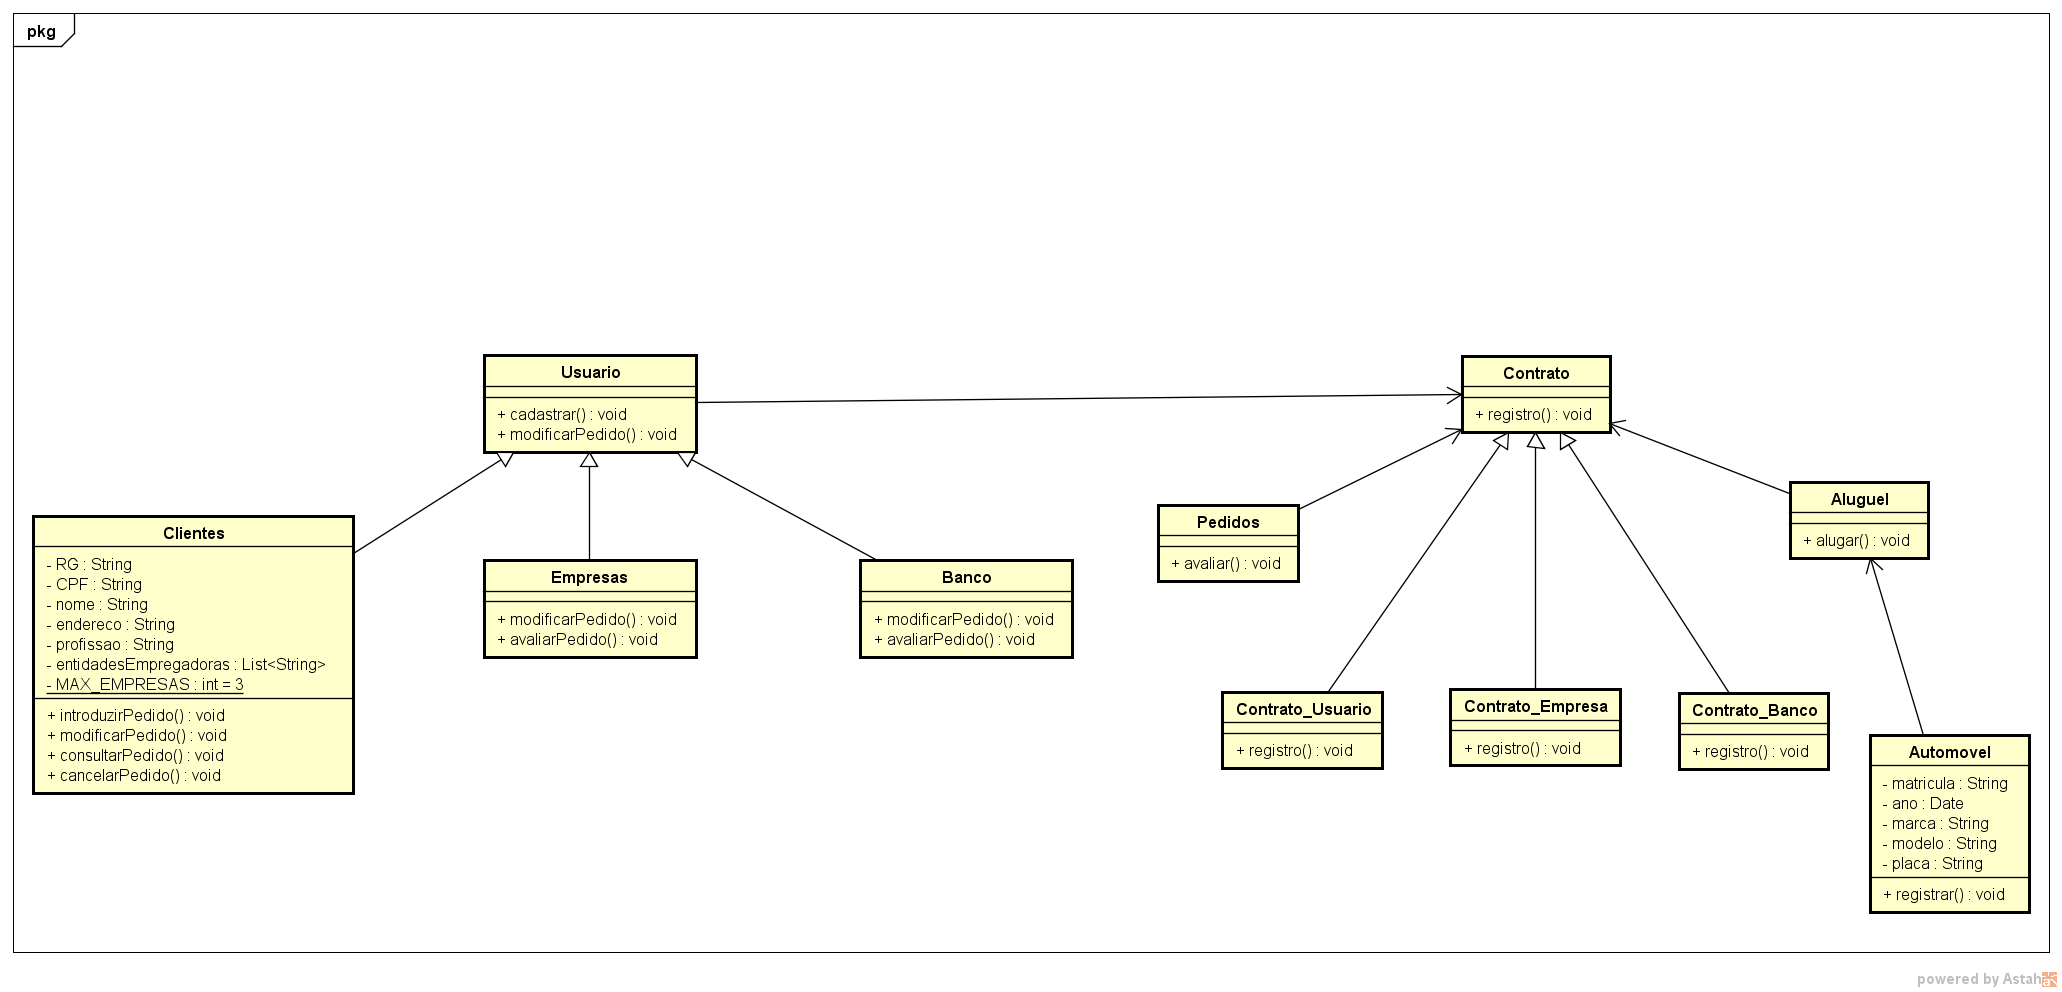 pkg
Usuario
+ cadastrar() : void
+ modificarPedido() : void
Contrato
+ registro() : void
Clientes
- RG : String
- CPF : String
- nome : String
- endereco : String
- profissao : String
- entidadesEmpregadoras : List<String>
- MAX_EMPRESAS : int = 3
+ introduzirPedido() : void
+ modificarPedido() : void
+ consultarPedido() : void
+ cancelarPedido() : void
Empresas
+ modificarPedido() : void
+ avaliarPedido() : void
Banco
+ modificarPedido() : void
+ avaliarPedido() : void
Pedidos
+ avaliar() : void
Aluguel
+ alugar() : void
Contrato_Usuario
+ registro() : void
Contrato_Empresa
+ registro() : void
Contrato_Banco
+ registro() : void
Automovel
- matricula : String
- ano : Date
- marca : String
- modelo : String
- placa : String
+ registrar() : void
powered by Astah